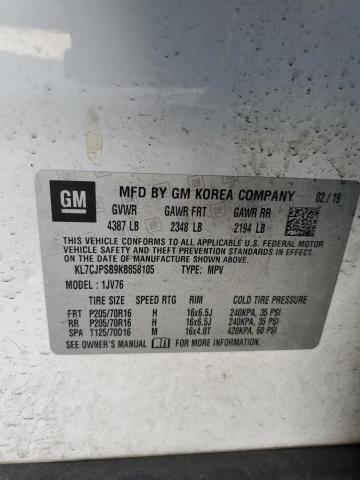 GM
MFD BY GM KOREA COMPANY 02/19
GVWR GAWR FRT GAWR RR
4387 LB 2348 LB 2194 LB
THIS VEHICLE CONFORMS TO ALL APPLICABLE U.S. FEDERAL MOTOR
VEHICLE SAFETY AND THEFT PREVENTION STANDARDS IN EFFECT
ON THE DATE OF MANUFACTURE SHOWN ABOVE.
KL7CJPSB9KB858105 TYPE: MPV
MODEL : 1JV76
TIRE SIZE SPEED RTG RIM COLD TIRE PRESSURE
FRT P205/70R16 H 16x6.5J 240KPA, 35 PSI
RR P205/70R16 H 16x6.5J 240KPA, 35 PSI
SPA T125/70D16 M 16x4.0T 420KPA, 60 PSI
SEE OWNER'S MANUAL FOR MORE INFORMATION.